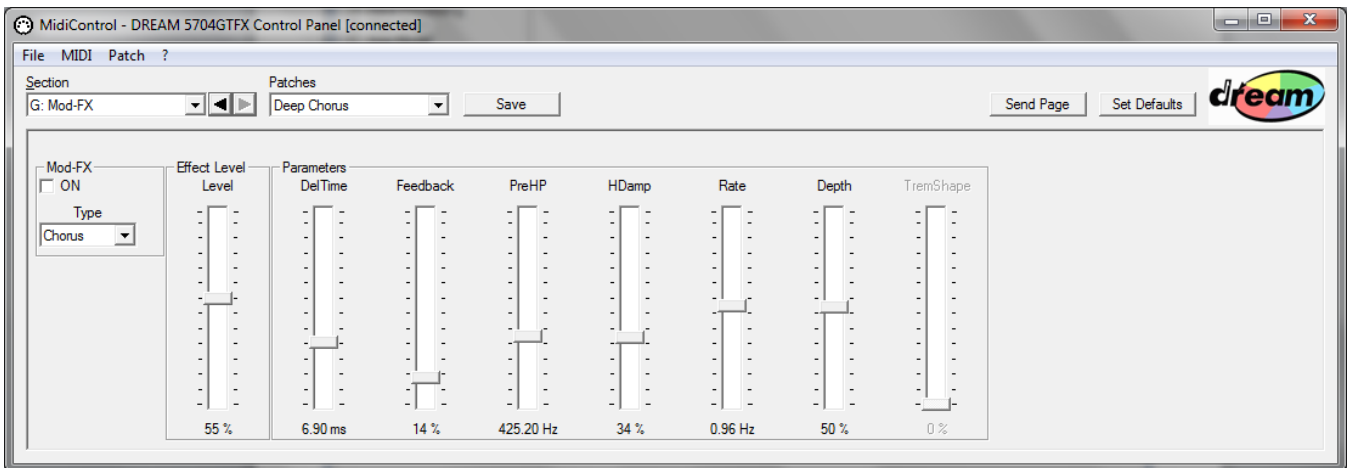 MidiControl - DREAM 5704GTFX Control Panel [connected]
File MIDI Patch ?
Section Patches
G: Mod-FX Deep Chorus Save Send Page Set Defaults dream
Mod-FX Effect Level Parameters
ON Level DelTime Feedback PreHP HDamp Rate Depth TremShape
Type
Chorus
55 % 6.90 ms 14 % 425.20 Hz 34 % 0.96 Hz 50 % 0 %